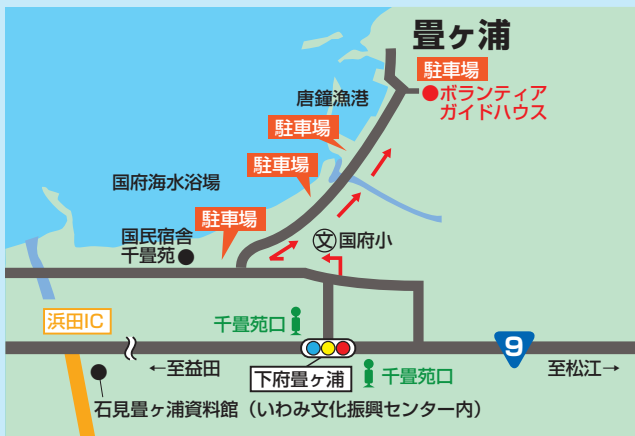 畳ヶ浦
駐車場
ボランティア
ガイドハウス
唐鐘漁港
駐車場
駐車場
国府海水浴場
駐車場
国民宿舎
千畳苑
文
国府小
千畳苑口
浜田IC
9
←至益田
下府畳ヶ浦
千畳苑口
至松江→
石見畳ヶ浦資料館（いわみ文化振興センター内）